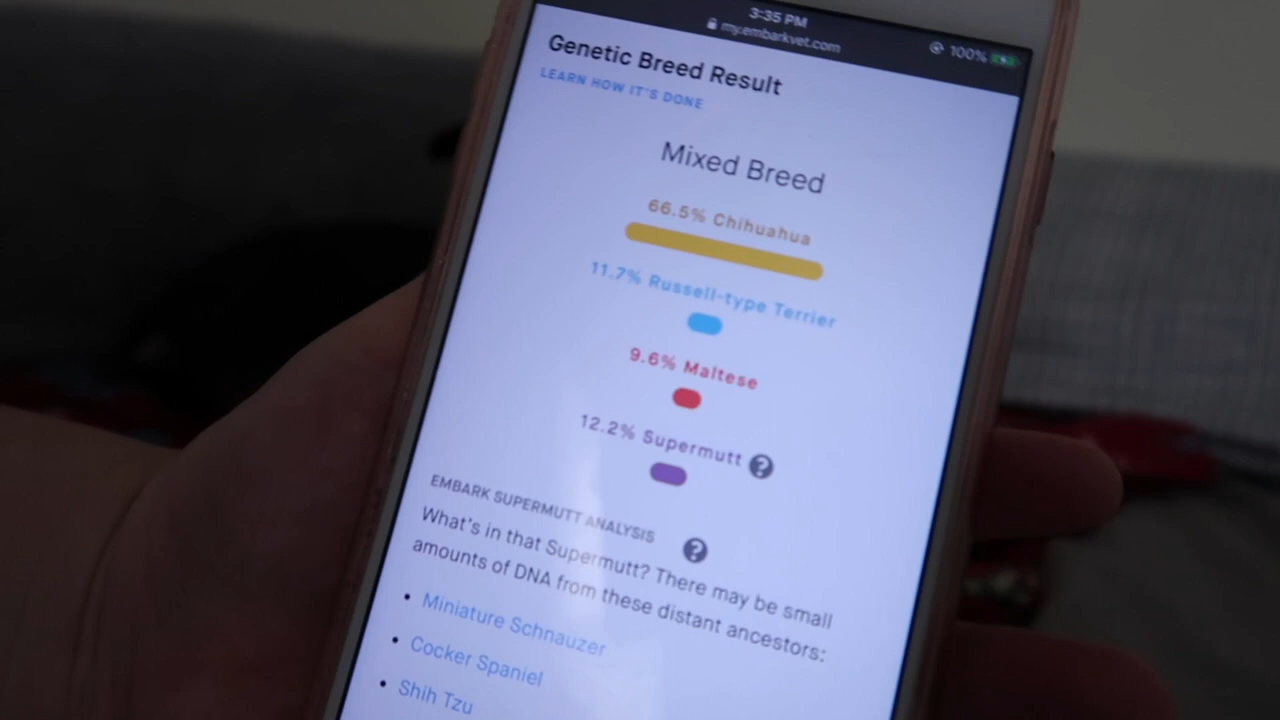 3:35 PM
my.embarkvet.com
100%
Genetic Breed Result
LEARN HOW IT'S DONE
Mixed Breed
66.5% Chihuahua
11.7% Russell-type Terrier
9.6% Maltese
12.2% Supermutt ?
EMBARK SUPERMUTT ANALYSIS ?
What's in that Supermutt? There may be small
amounts of DNA from these distant ancestors:
• Miniature Schnauzer
• Cocker Spaniel
• Shih Tzu